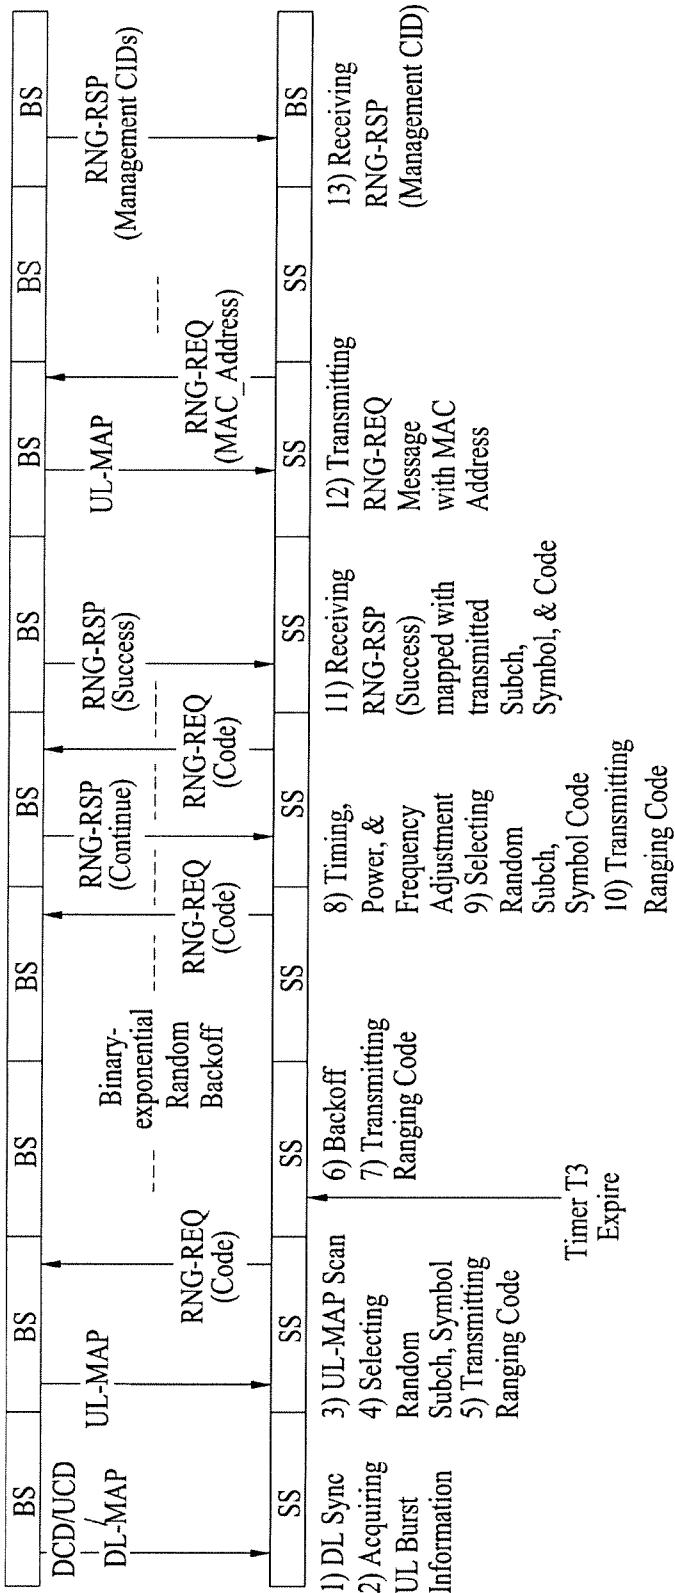 BS BS BS BS BS BS BS BS BS
DCD/UCD
DL-MAP
UL-MAP
RNG-REQ
(Code)
Binary-
exponential
Random
Backoff
RNG-REQ
(Code)
RNG-RSP
(Continue)
RNG-REQ
(Code)
RNG-RSP
(Success)
UL-MAP
RNG-REQ
(MAC_Address)
RNG-RSP
(Management CIDs)
SS SS SS SS SS SS SS SS BS
1) DL Sync
2) Acquiring
UL Burst
Information
3) UL-MAP Scan
4) Selecting
Random
Subch, Symbol
5) Transmitting
Ranging Code
Timer T3
Expire
6) Backoff
7) Transmitting
Ranging Code
8) Timing,
Power, &
Frequency
Adjustment
9) Selecting
Random
Subch,
Symbol Code
10) Transmitting
Ranging Code
11) Receiving
RNG-RSP
(Success)
mapped with
transmitted
Subch,
Symbol, & Code
12) Transmitting
RNG-REQ
Message
with MAC
Address
13) Receiving
RNG-RSP
(Management CID)